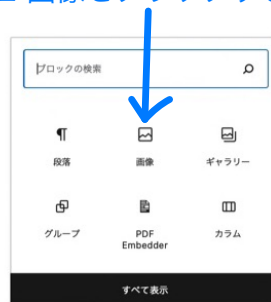 ブロックの検索
段落
画像
ギャラリー
グループ
PDF
Embedder
カラム
すべて表示